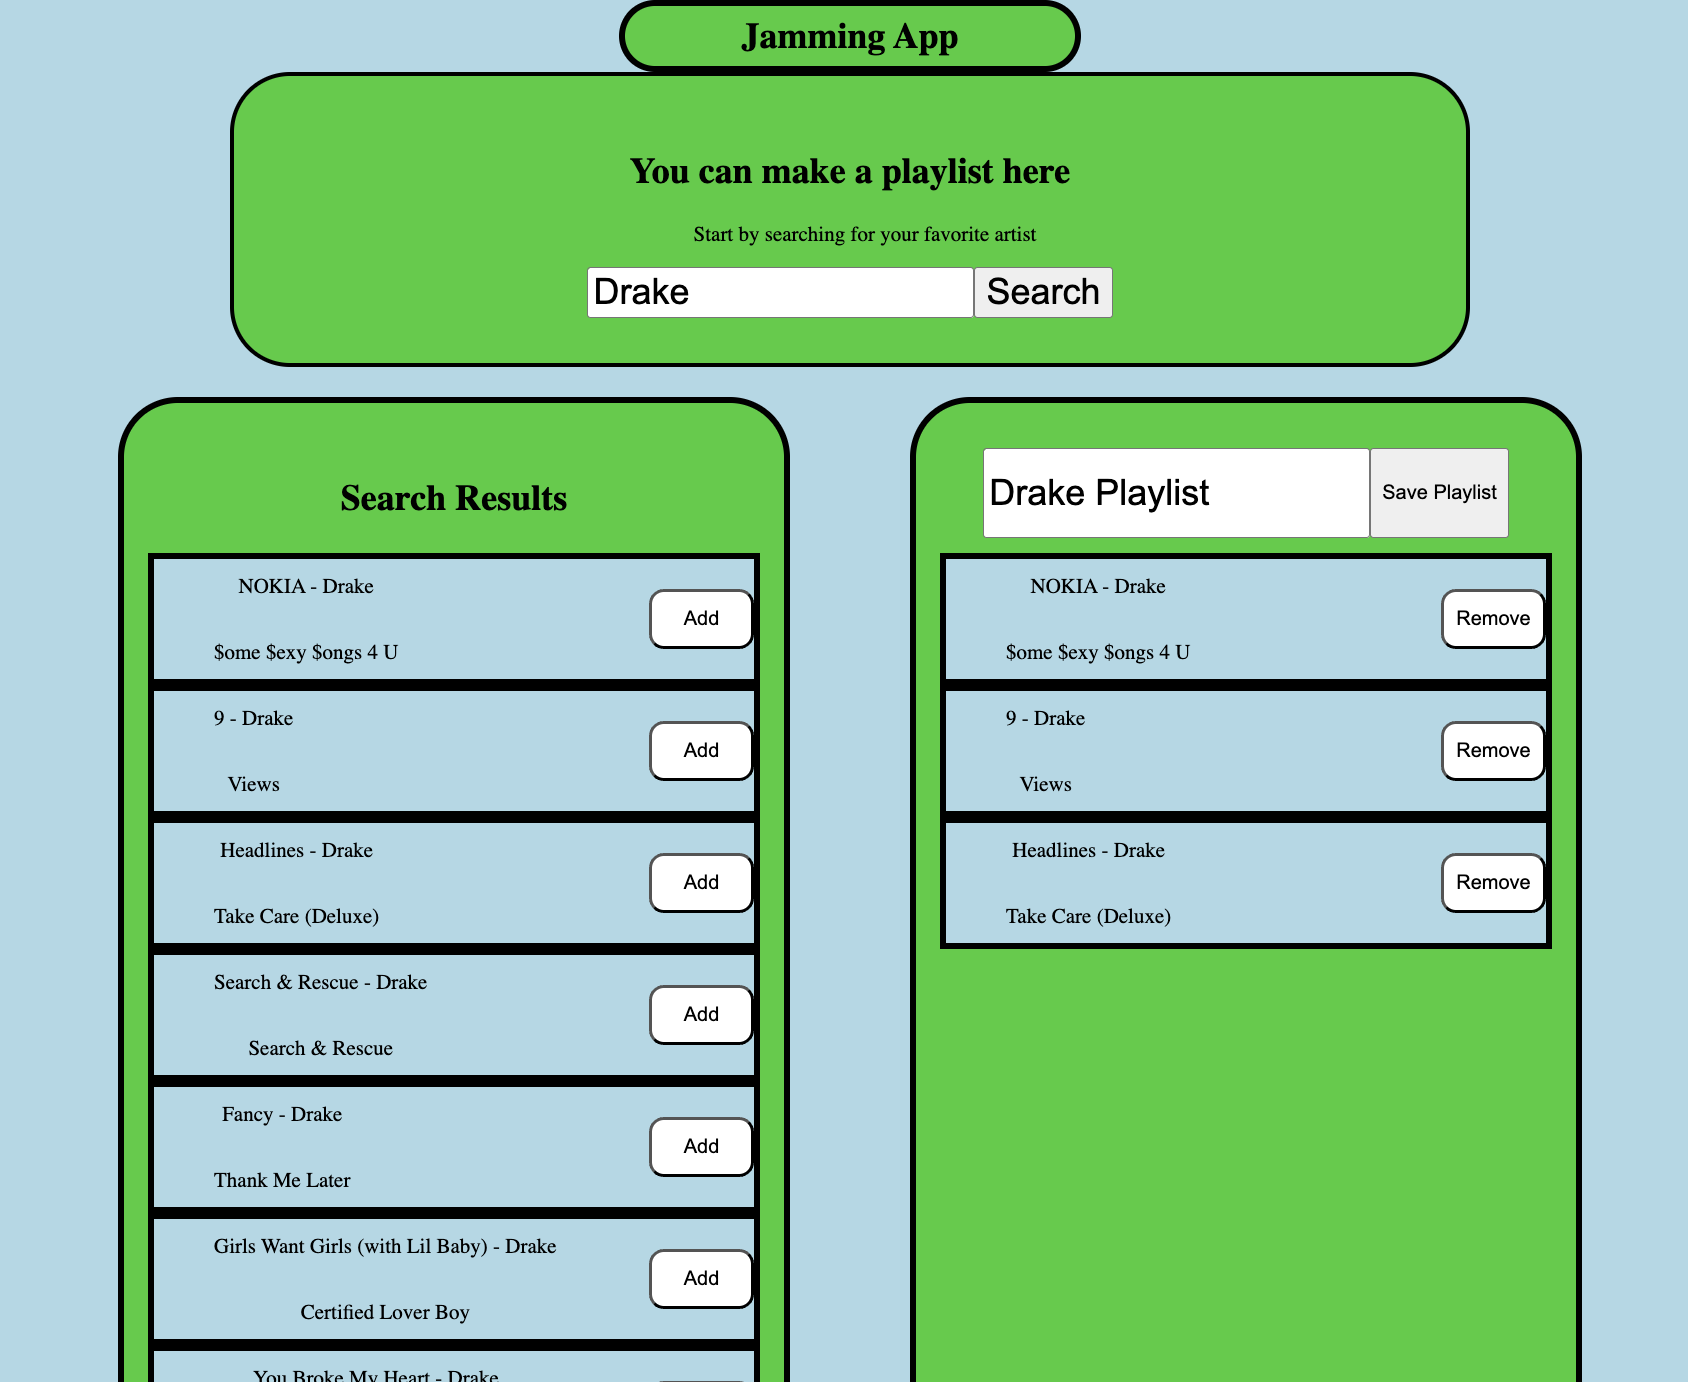 Jamming App
You can make a playlist here
Start by searching for your favorite artist
Drake
Search
Search Results
NOKIA - Drake
$ome $exy $ongs 4 U
Add
9 - Drake
Views
Add
Headlines - Drake
Take Care (Deluxe)
Add
Search & Rescue - Drake
Search & Rescue
Add
Fancy - Drake
Thank Me Later
Add
Girls Want Girls (with Lil Baby) - Drake
Certified Lover Boy
Add
You Broke My Heart - Drake
Drake Playlist
Save Playlist
NOKIA - Drake
$ome $exy $ongs 4 U
Remove
9 - Drake
Views
Remove
Headlines - Drake
Take Care (Deluxe)
Remove